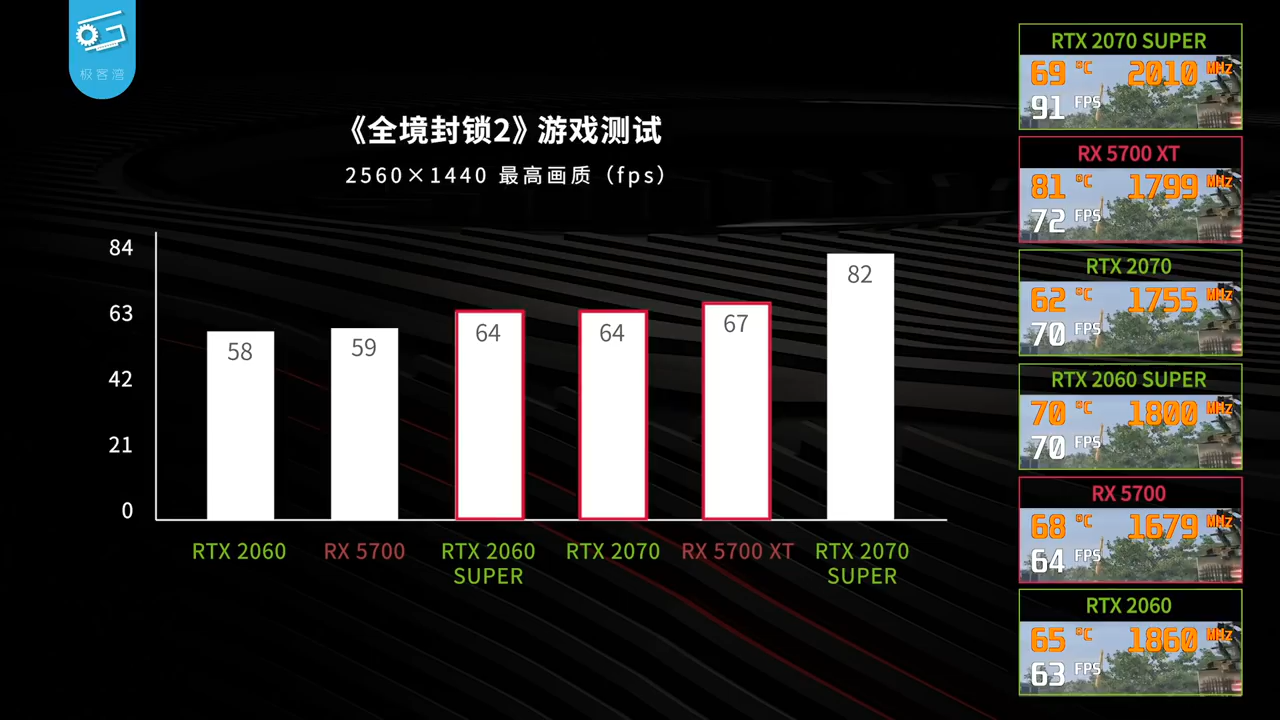 极客湾
《全境封锁2》游戏测试
2560×1440 最高画质（fps）
84
63
42
21
0
58
59
64
64
67
82
RTX 2060
RX 5700
RTX 2060 SUPER
RTX 2070
RX 5700 XT
RTX 2070 SUPER
RTX 2070 SUPER
69 °C 2010 MHz
91 FPS
RX 5700 XT
81 °C 1799 MHz
72 FPS
RTX 2070
62 °C 1755 MHz
70 FPS
RTX 2060 SUPER
70 °C 1800 MHz
70 FPS
RX 5700
68 °C 1679 MHz
64 FPS
RTX 2060
65 °C 1860 MHz
63 FPS